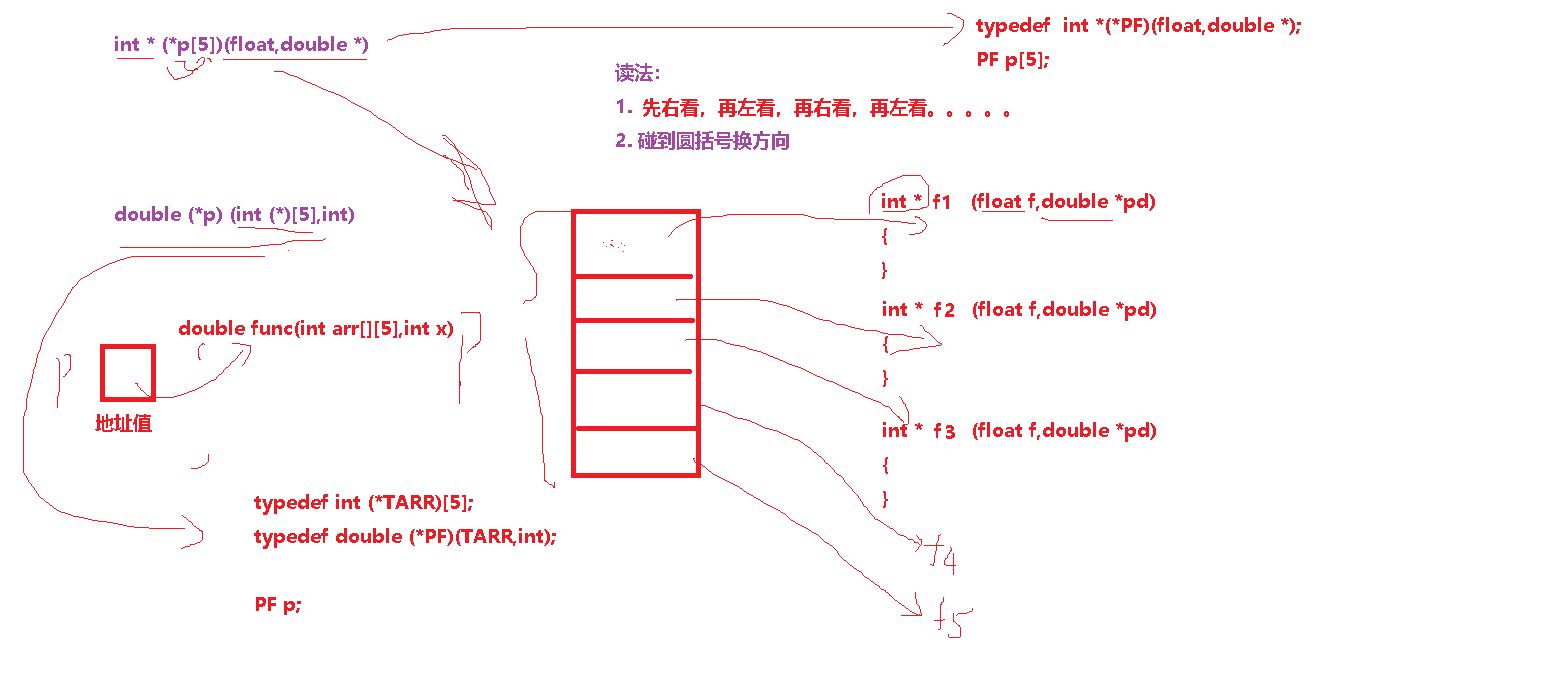 int * (*p[5])(float,double *)
typedef int *(*PF)(float,double *);
PF p[5];
读法：
1. 先右看，再左看，再右看，再左看。。。。。
2. 碰到圆括号换方向
double (*p) (int (*)[5],int)
int * f1 (float f,double *pd)
{
}
int * f2 (float f,double *pd)
{
}
double func(int arr[][5],int x)
p
p
地址值
int * f3 (float f,double *pd)
{
}
typedef int (*TARR)[5];
typedef double (*PF)(TARR,int);
PF p;
f4
f5